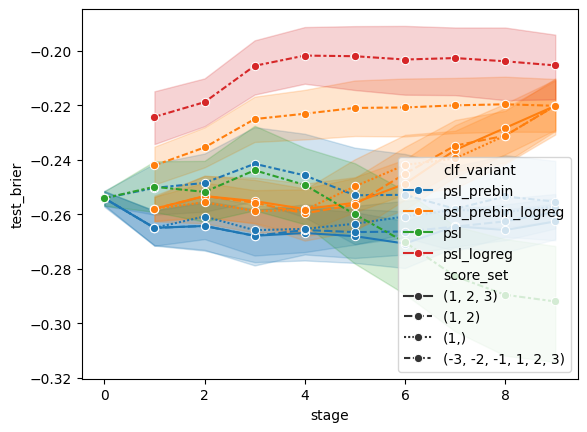 −0.20
−0.22
−0.24
−0.26
−0.28
−0.30
−0.32
test_brier
0
2
4
6
8
stage
clf_variant
psl_prebin
psl_prebin_logreg
psl
psl_logreg
score_set
(1, 2, 3)
(1, 2)
(1,)
(-3, -2, -1, 1, 2, 3)